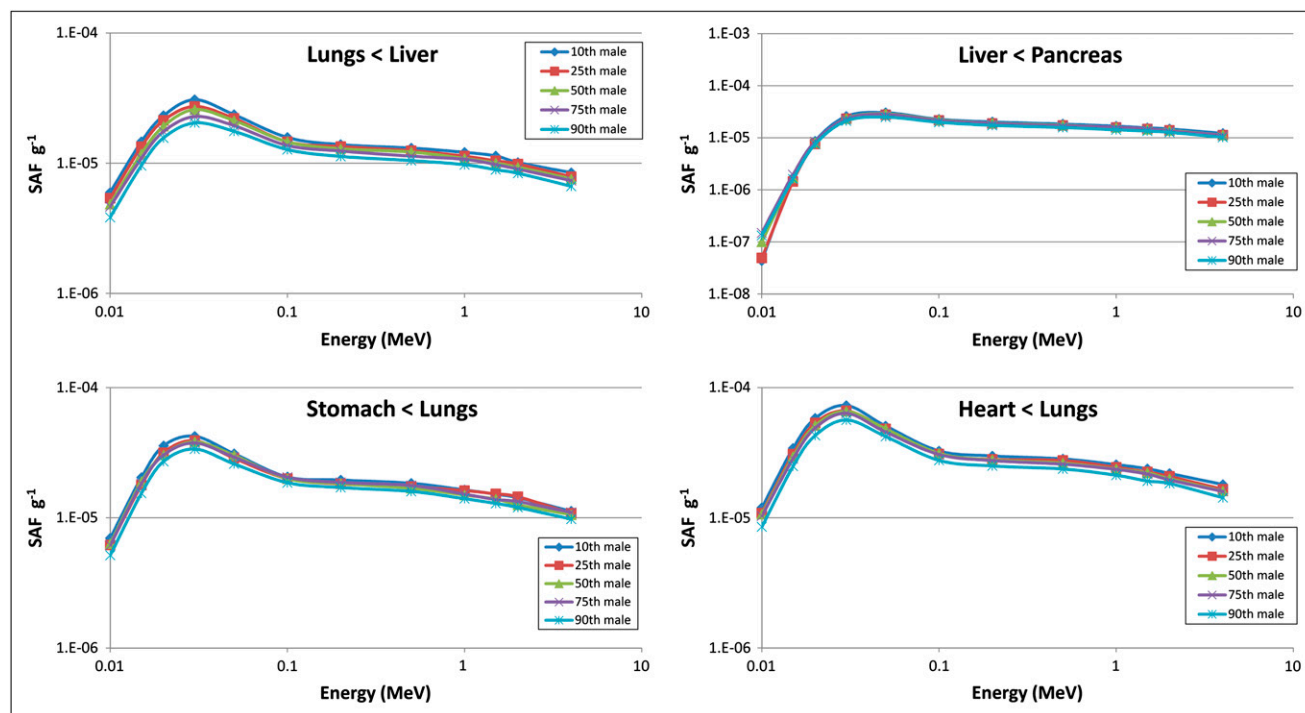 Lungs < Liver
1.E-04
1.E-05
1.E-06
SAF g⁻¹
0.01
0.1
1
10
Energy (MeV)
10th male
25th male
50th male
75th male
90th male
Liver < Pancreas
1.E-03
1.E-04
1.E-05
1.E-06
1.E-07
1.E-08
SAF g⁻¹
0.01
0.1
1
10
Energy (MeV)
10th male
25th male
50th male
75th male
90th male
Stomach < Lungs
1.E-04
1.E-05
1.E-06
SAF g⁻¹
0.01
0.1
1
10
Energy (MeV)
10th male
25th male
50th male
75th male
90th male
Heart < Lungs
1.E-04
1.E-05
1.E-06
SAF g⁻¹
0.01
0.1
1
10
Energy (MeV)
10th male
25th male
50th male
75th male
90th male